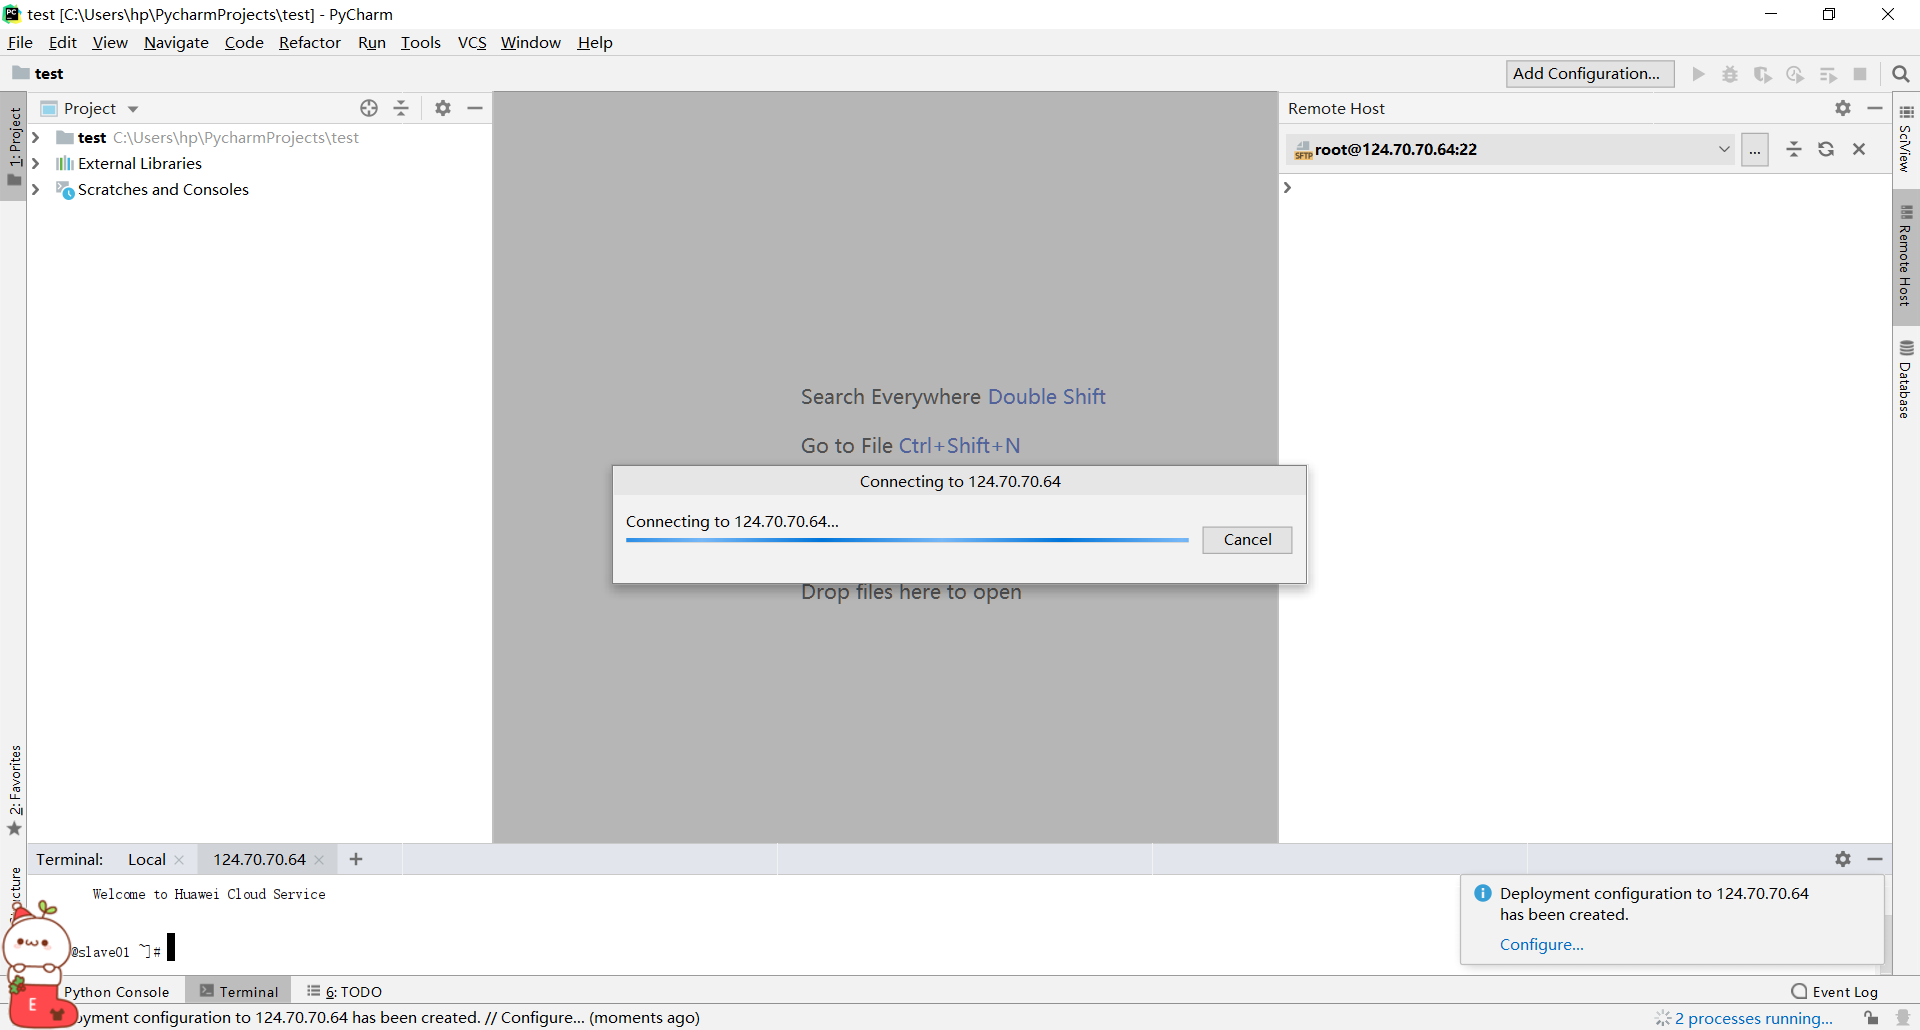 test [C:\Users\hp\PycharmProjects\test] - PyCharm
File Edit View Navigate Code Refactor Run Tools VCS Window Help
test
Add Configuration...
1: Project
Project
test C:\Users\hp\PycharmProjects\test
External Libraries
Scratches and Consoles
Search Everywhere Double Shift
Go to File Ctrl+Shift+N
Connecting to 124.70.70.64
Connecting to 124.70.70.64...
Cancel
Drop files here to open
Remote Host
SFTP root@124.70.70.64:22
...
SciView
Remote Host
Database
2: Favorites
Terminal: Local 124.70.70.64
Welcome to Huawei Cloud Service
@slave01 ~]#
Deployment configuration to 124.70.70.64
has been created.
Configure...
E
Python Console Terminal 6: TODO
Event Log
yment configuration to 124.70.70.64 has been created. // Configure... (moments ago)
2 processes running...